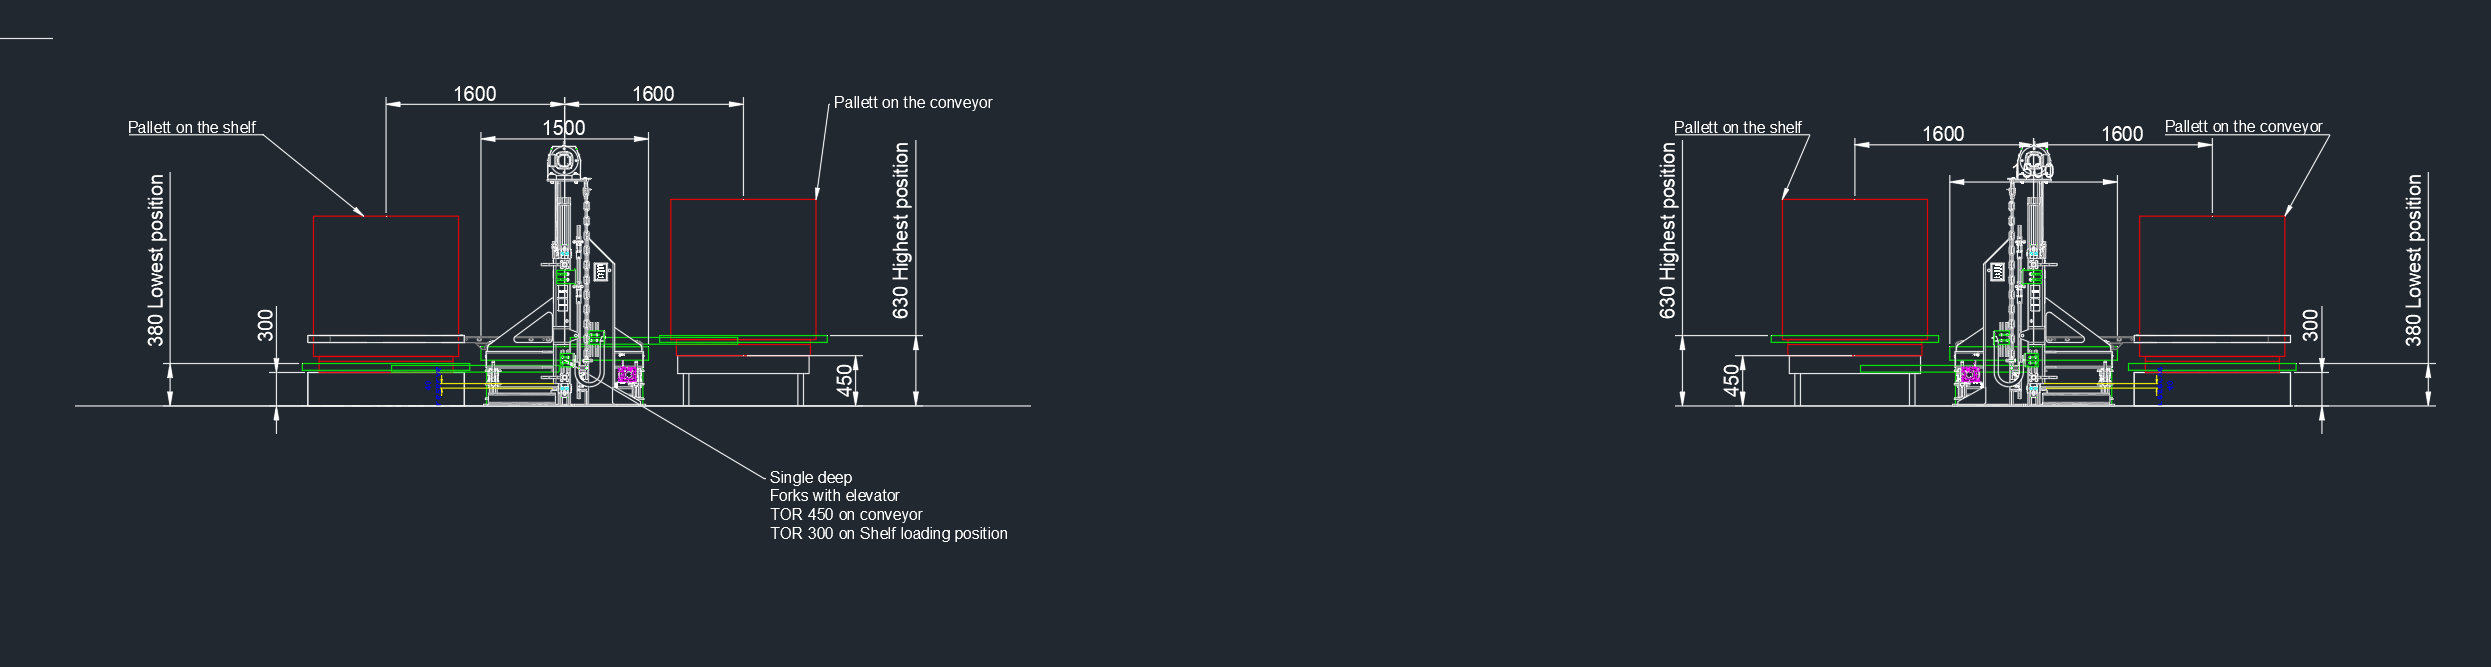 1600
1600
Pallett on the conveyor
Pallett on the shelf
1500
380 Lowest position
300
630 Highest position
450
Single deep
Forks with elevator
TOR 450 on conveyor
TOR 300 on Shelf loading position
Pallett on the shelf
1600
1600
Pallett on the conveyor
630 Highest position
450
300
380 Lowest position